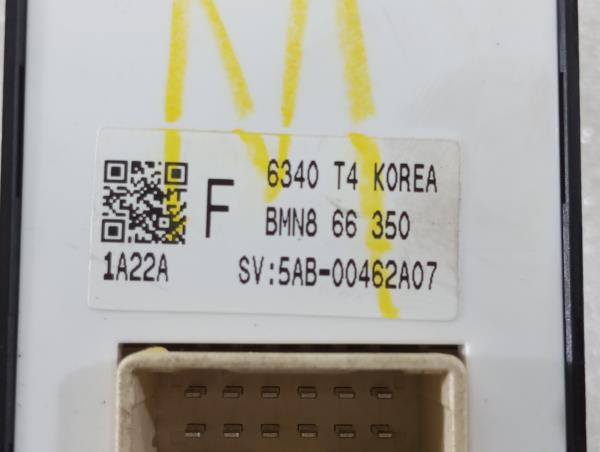 M
6340 T4 KOREA
F
BMN8 66 350
1A22A SV:5AB-00462A07